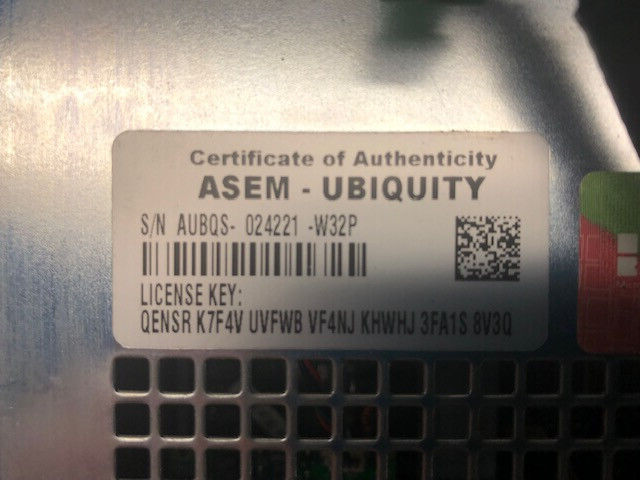 Certificate of Authenticity
ASEM - UBIQUITY
S/N AUBQS- 024221 -W32P
LICENSE KEY:
QENSR K7F4V UVFWB VF4NJ KHWHJ 3FA1S 8V3Q